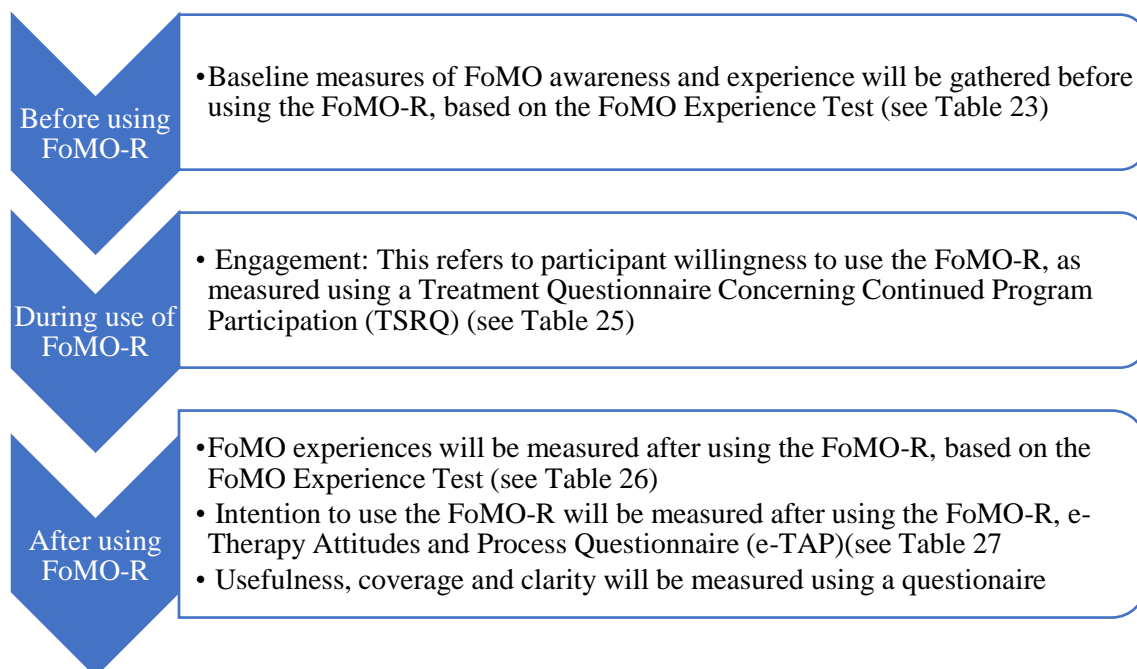 Before using
FoMO-R
•Baseline measures of FoMO awareness and experience will be gathered before
using the FoMO-R, based on the FoMO Experience Test (see Table 23)
During use of
FoMO-R
• Engagement: This refers to participant willingness to use the FoMO-R, as
measured using a Treatment Questionnaire Concerning Continued Program
Participation (TSRQ) (see Table 25)
After using
FoMO-R
•FoMO experiences will be measured after using the FoMO-R, based on the
FoMO Experience Test (see Table 26)
• Intention to use the FoMO-R will be measured after using the FoMO-R, e-
Therapy Attitudes and Process Questionnaire (e-TAP)(see Table 27
• Usefulness, coverage and clarity will be measured using a questionaire